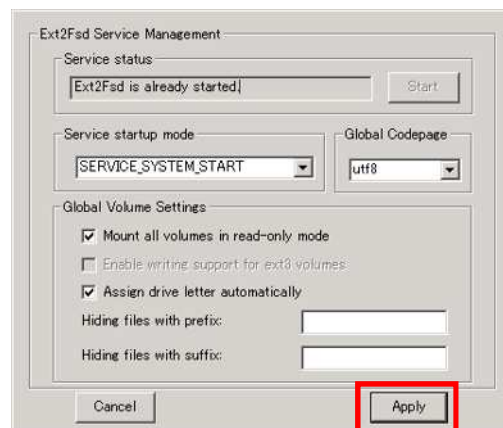 Ext2Fsd Service Management
Service status
Ext2Fsd is already started.
Start
Service startup mode
Global Codepage
SERVICE_SYSTEM_START
utf8
Global Volume Settings
Mount all volumes in read-only mode
Enable writing support for ext3 volumes
Assign drive letter automatically
Hiding files with prefix:
Hiding files with suffix:
Cancel
Apply